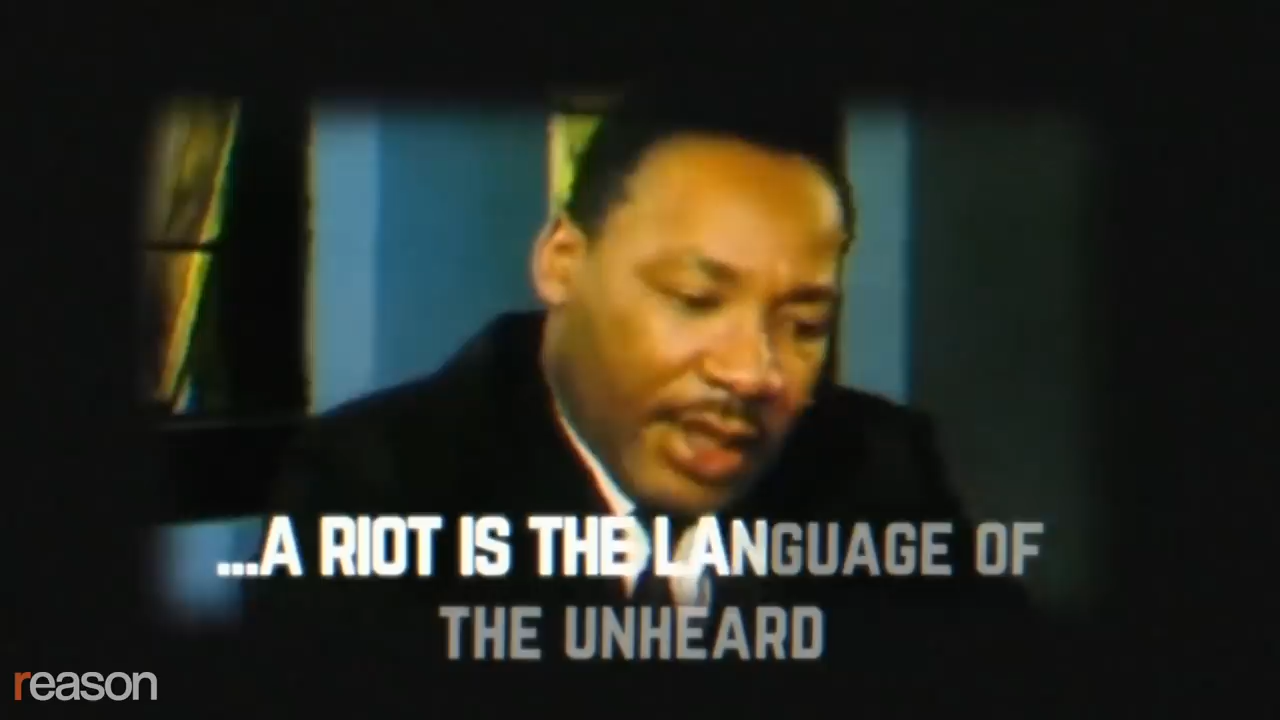 ...A RIOT IS THE LANGUAGE OF
THE UNHEARD
reason